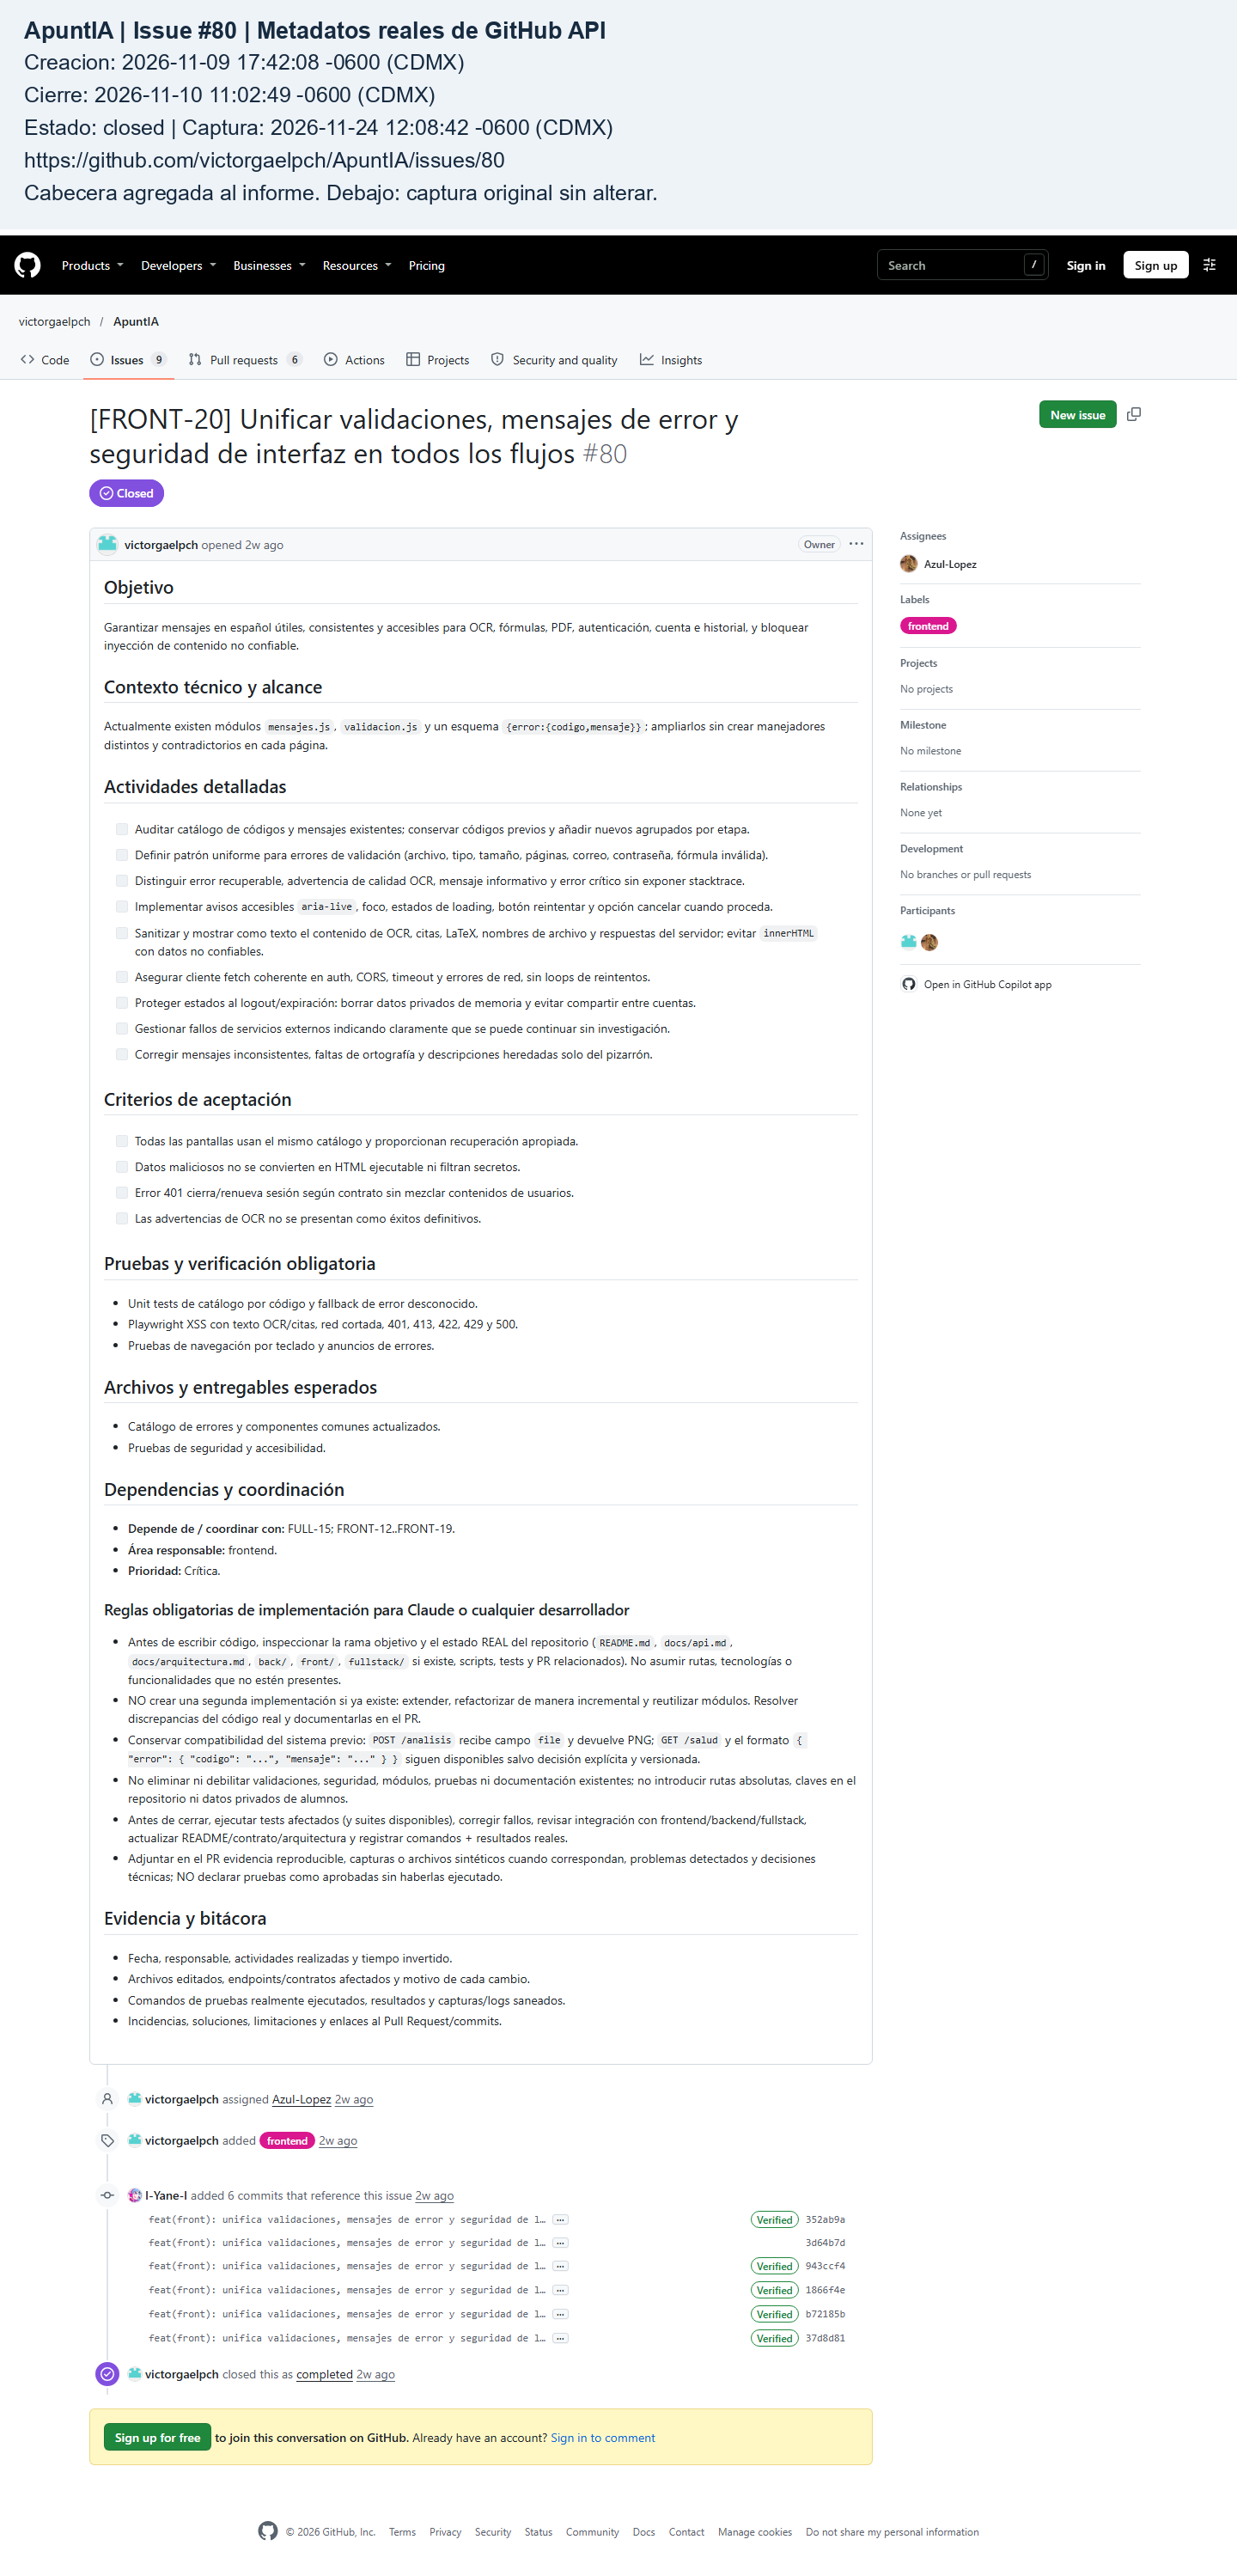 ApuntIA | Issue #80 | Metadatos reales de GitHub API
Creacion: 2026-11-09 17:42:08 -0600 (CDMX)
Cierre: 2026-11-10 11:02:49 -0600 (CDMX)
Estado: closed | Captura: 2026-11-24 12:08:42 -0600 (CDMX)
https://github.com/victorgaelpch/ApuntIA/issues/80
Cabecera agregada al informe. Debajo: captura original sin alterar.
Products Developers Businesses Resources Pricing Search / Sign in Sign up
victorgaelpch / ApuntIA
Code Issues 9 Pull requests 6 Actions Projects Security and quality Insights
[FRONT-20] Unificar validaciones, mensajes de error y
seguridad de interfaz en todos los flujos #80
New issue
Closed
victorgaelpch opened 2w ago Owner
Objetivo
Garantizar mensajes en español útiles, consistentes y accesibles para OCR, fórmulas, PDF, autenticación, cuenta e historial, y bloquear
inyección de contenido no confiable.
Contexto técnico y alcance
Actualmente existen módulos mensajes.js, validacion.js y un esquema {error:{codigo,mensaje}}; ampliarlos sin crear manejadores
distintos y contradictorios en cada página.
Actividades detalladas
Auditar catálogo de códigos y mensajes existentes; conservar códigos previos y añadir nuevos agrupados por etapa.
Definir patrón uniforme para errores de validación (archivo, tipo, tamaño, páginas, correo, contraseña, fórmula inválida).
Distinguir error recuperable, advertencia de calidad OCR, mensaje informativo y error crítico sin exponer stacktrace.
Implementar avisos accesibles aria-live, foco, estados de loading, botón reintentar y opción cancelar cuando proceda.
Sanitizar y mostrar como texto el contenido de OCR, citas, LaTeX, nombres de archivo y respuestas del servidor; evitar innerHTML
con datos no confiables.
Asegurar cliente fetch coherente en auth, CORS, timeout y errores de red, sin loops de reintentos.
Proteger estados al logout/expiración: borrar datos privados de memoria y evitar compartir entre cuentas.
Gestionar fallos de servicios externos indicando claramente que se puede continuar sin investigación.
Corregir mensajes inconsistentes, faltas de ortografía y descripciones heredadas solo del pizarrón.
Criterios de aceptación
Todas las pantallas usan el mismo catálogo y proporcionan recuperación apropiada.
Datos maliciosos no se convierten en HTML ejecutable ni filtran secretos.
Error 401 cierra/renueva sesión según contrato sin mezclar contenidos de usuarios.
Las advertencias de OCR no se presentan como éxitos definitivos.
Pruebas y verificación obligatoria
Unit tests de catálogo por código y fallback de error desconocido.
Playwright XSS con texto OCR/citas, red cortada, 401, 413, 422, 429 y 500.
Pruebas de navegación por teclado y anuncios de errores.
Archivos y entregables esperados
Catálogo de errores y componentes comunes actualizados.
Pruebas de seguridad y accesibilidad.
Dependencias y coordinación
Depende de / coordinar con: FULL-15; FRONT-12..FRONT-19.
Área responsable: frontend.
Prioridad: Crítica.
Reglas obligatorias de implementación para Claude o cualquier desarrollador
Antes de escribir código, inspeccionar la rama objetivo y el estado REAL del repositorio (README.md, docs/api.md,
docs/arquitectura.md, back/, front/, fullstack/ si existe, scripts, tests y PR relacionados). No asumir rutas, tecnologías o
funcionalidades que no estén presentes.
NO crear una segunda implementación si ya existe: extender, refactorizar de manera incremental y reutilizar módulos. Resolver
discrepancias del código real y documentarlas en el PR.
Conservar compatibilidad del sistema previo: POST /analisis recibe campo file y devuelve PNG; GET /salud y el formato {
"error": { "codigo": "...", "mensaje": "..." } } siguen disponibles salvo decisión explícita y versionada.
No eliminar ni debilitar validaciones, seguridad, módulos, pruebas ni documentación existentes; no introducir rutas absolutas, claves en el
repositorio ni datos privados de alumnos.
Antes de cerrar, ejecutar tests afectados (y suites disponibles), corregir fallos, revisar integración con frontend/backend/fullstack,
actualizar README/contrato/arquitectura y registrar comandos + resultados reales.
Adjuntar en el PR evidencia reproducible, capturas o archivos sintéticos cuando correspondan, problemas detectados y decisiones
técnicas; NO declarar pruebas como aprobadas sin haberlas ejecutado.
Evidencia y bitácora
Fecha, responsable, actividades realizadas y tiempo invertido.
Archivos editados, endpoints/contratos afectados y motivo de cada cambio.
Comandos de pruebas realmente ejecutados, resultados y capturas/logs saneados.
Incidencias, soluciones, limitaciones y enlaces al Pull Request/commits.
Assignees
Azul-Lopez
Labels
frontend
Projects
No projects
Milestone
No milestone
Relationships
None yet
Development
No branches or pull requests
Participants
Open in GitHub Copilot app
victorgaelpch assigned Azul-Lopez 2w ago
victorgaelpch added frontend 2w ago
I-Yane-I added 6 commits that reference this issue 2w ago
feat(front): unifica validaciones, mensajes de error y seguridad de l… ... Verified 352ab9a
feat(front): unifica validaciones, mensajes de error y seguridad de l… ... 3d64b7d
feat(front): unifica validaciones, mensajes de error y seguridad de l… ... Verified 943ccf4
feat(front): unifica validaciones, mensajes de error y seguridad de l… ... Verified 1866f4e
feat(front): unifica validaciones, mensajes de error y seguridad de l… ... Verified b72185b
feat(front): unifica validaciones, mensajes de error y seguridad de l… ... Verified 37d8d81
victorgaelpch closed this as completed 2w ago
Sign up for free to join this conversation on GitHub. Already have an account? Sign in to comment
© 2026 GitHub, Inc. Terms Privacy Security Status Community Docs Contact Manage cookies Do not share my personal information